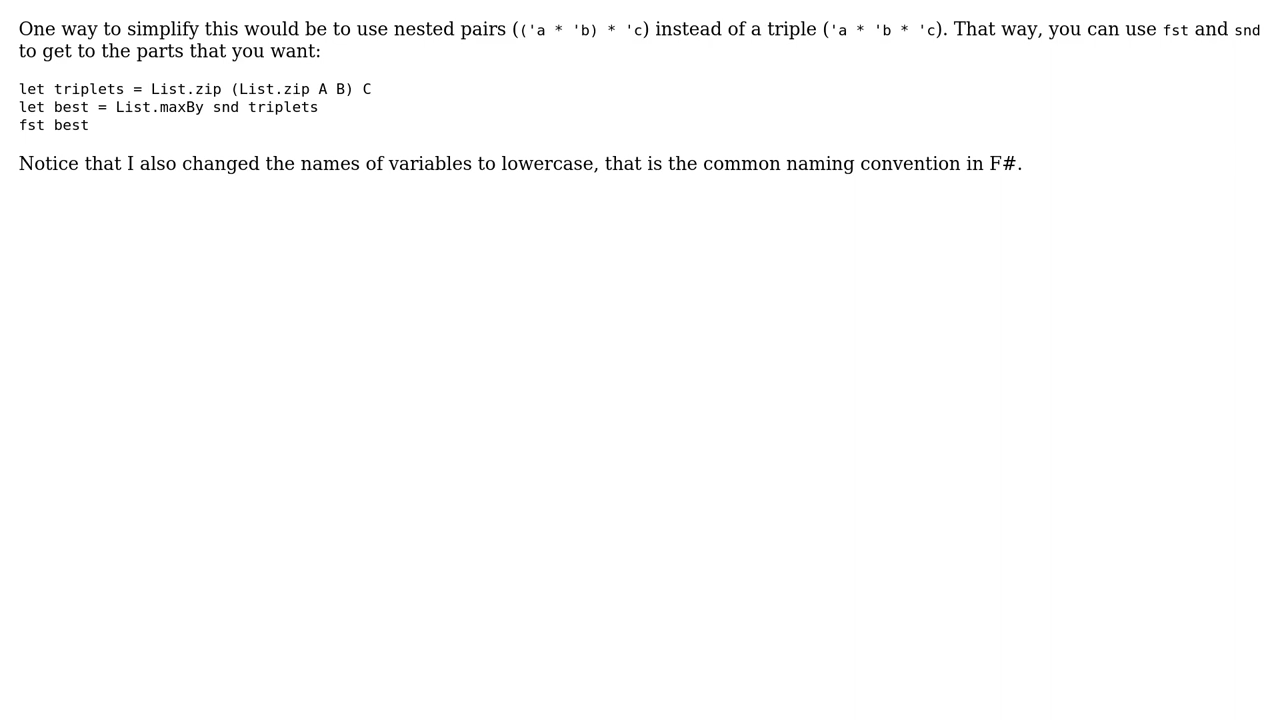 One way to simplify this would be to use nested pairs (('a * 'b) * 'c) instead of a triple ('a * 'b * 'c). That way, you can use fst and snd
to get to the parts that you want:
let triplets = List.zip (List.zip A B) C
let best = List.maxBy snd triplets
fst best
Notice that I also changed the names of variables to lowercase, that is the common naming convention in F#.